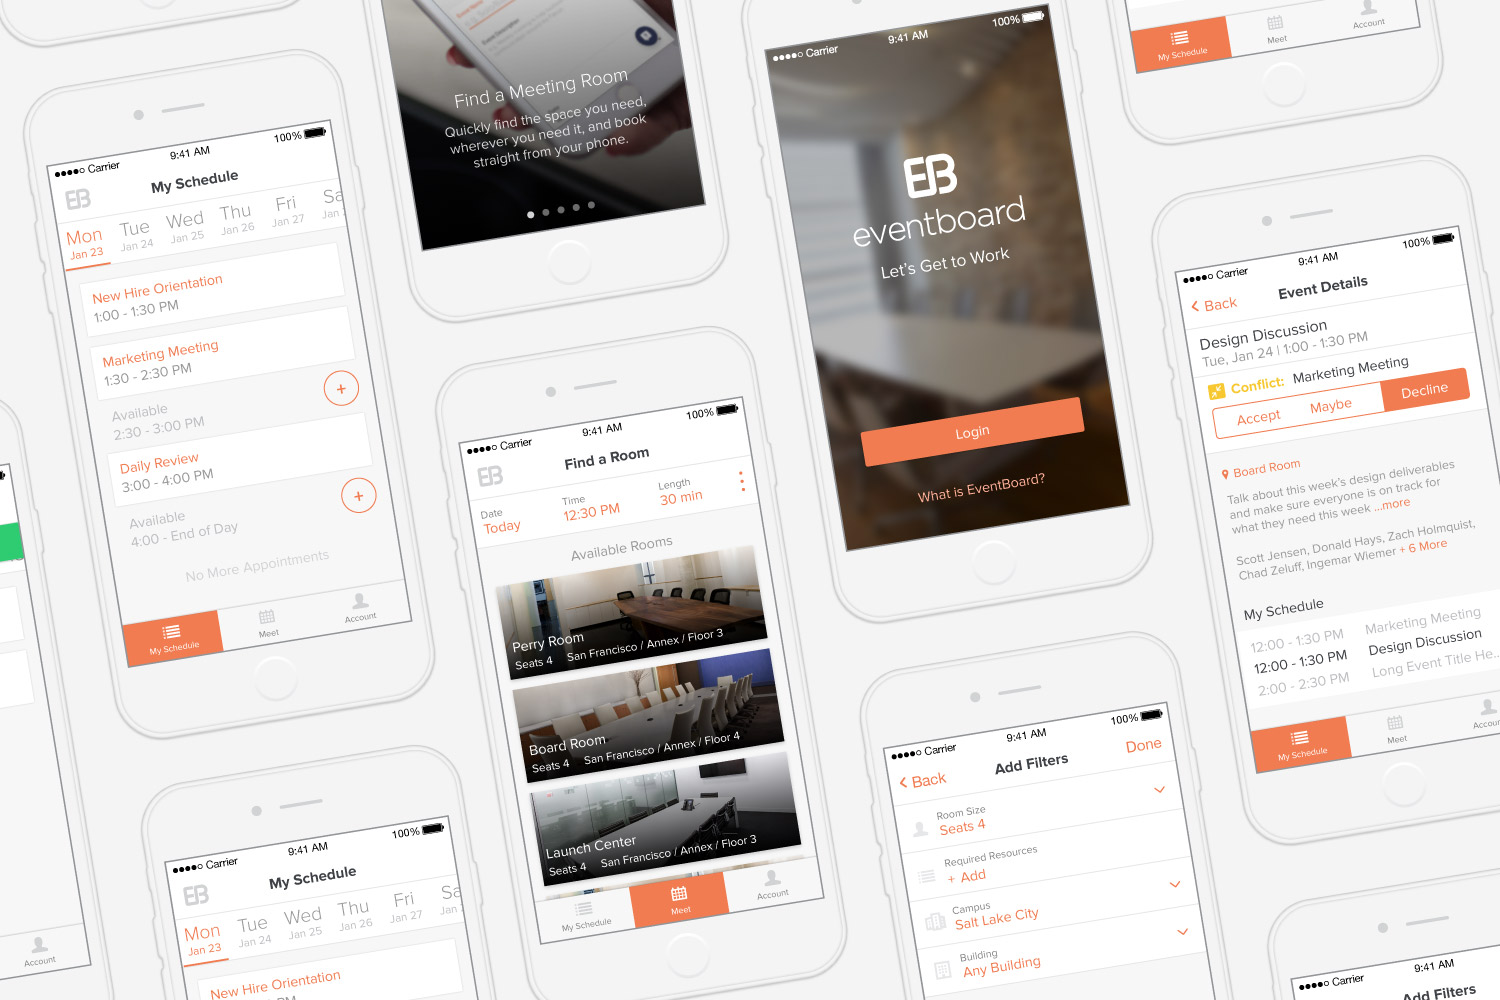 ●●●●○ Carrier
9:41 AM
100%
EB
My Schedule
Mon
Jan 23
Tue
Jan 24
Wed
Jan 25
Thu
Jan 26
Fri
Jan 27
Sa
Jan
New Hire Orientation
1:00 - 1:30 PM
Marketing Meeting
1:30 - 2:30 PM
Available
2:30 - 3:00 PM
+
Daily Review
3:00 - 4:00 PM
Available
4:00 - End of Day
+
No More Appointments
My Schedule
Meet
Account
Find a Meeting Room
Quickly find the space you need,
wherever you need it, and book
straight from your phone.
●●●●○ Carrier
9:41 AM
100%
EB
eventboard
Let's Get to Work
Login
What is EventBoard?
My Schedule
Meet
Account
●●●●○ Carrier
9:41 AM
100%
Back
Event Details
Design Discussion
Tue, Jan 24 | 1:00 - 1:30 PM
Conflict: Marketing Meeting
Accept
Maybe
Decline
Board Room
Talk about this week's design deliverables
and make sure everyone is on track for
what they need this week ...more
Scott Jensen, Donald Hays, Zach Holmquist,
Chad Zeluff, Ingemar Wiemer + 6 More
My Schedule
12:00 - 1:30 PM Marketing Meeting
12:00 - 1:30 PM Design Discussion
2:00 - 2:30 PM Long Event Title He...
My Schedule
Meet
Accou
●●●●○ Carrier
9:41 AM
100%
EB
Find a Room
Date
Today
Time
12:30 PM
Length
30 min
Available Rooms
Perry Room
Seats 4 San Francisco / Annex / Floor 3
Board Room
Seats 4 San Francisco / Annex / Floor 4
Launch Center
Seats 4 San Francisco / Annex / Floor 3
My Schedule
Meet
Account
●●●●○ Carrier
9:41 AM
100%
Back
Add Filters
Done
Room Size
Seats 4
Required Resources
+ Add
Campus
Salt Lake City
Building
Any Building
●●●●○ Carrier
9:41 AM
100%
EB
My Schedule
Mon
Jan 23
Tue
Jan 24
Wed
Jan 25
Thu
Jan 26
Fri
Jan 27
Sa
Jan
New Hire Orientation
PM
Account
●●●●○ Carrier
9:41 AM
Add Filters